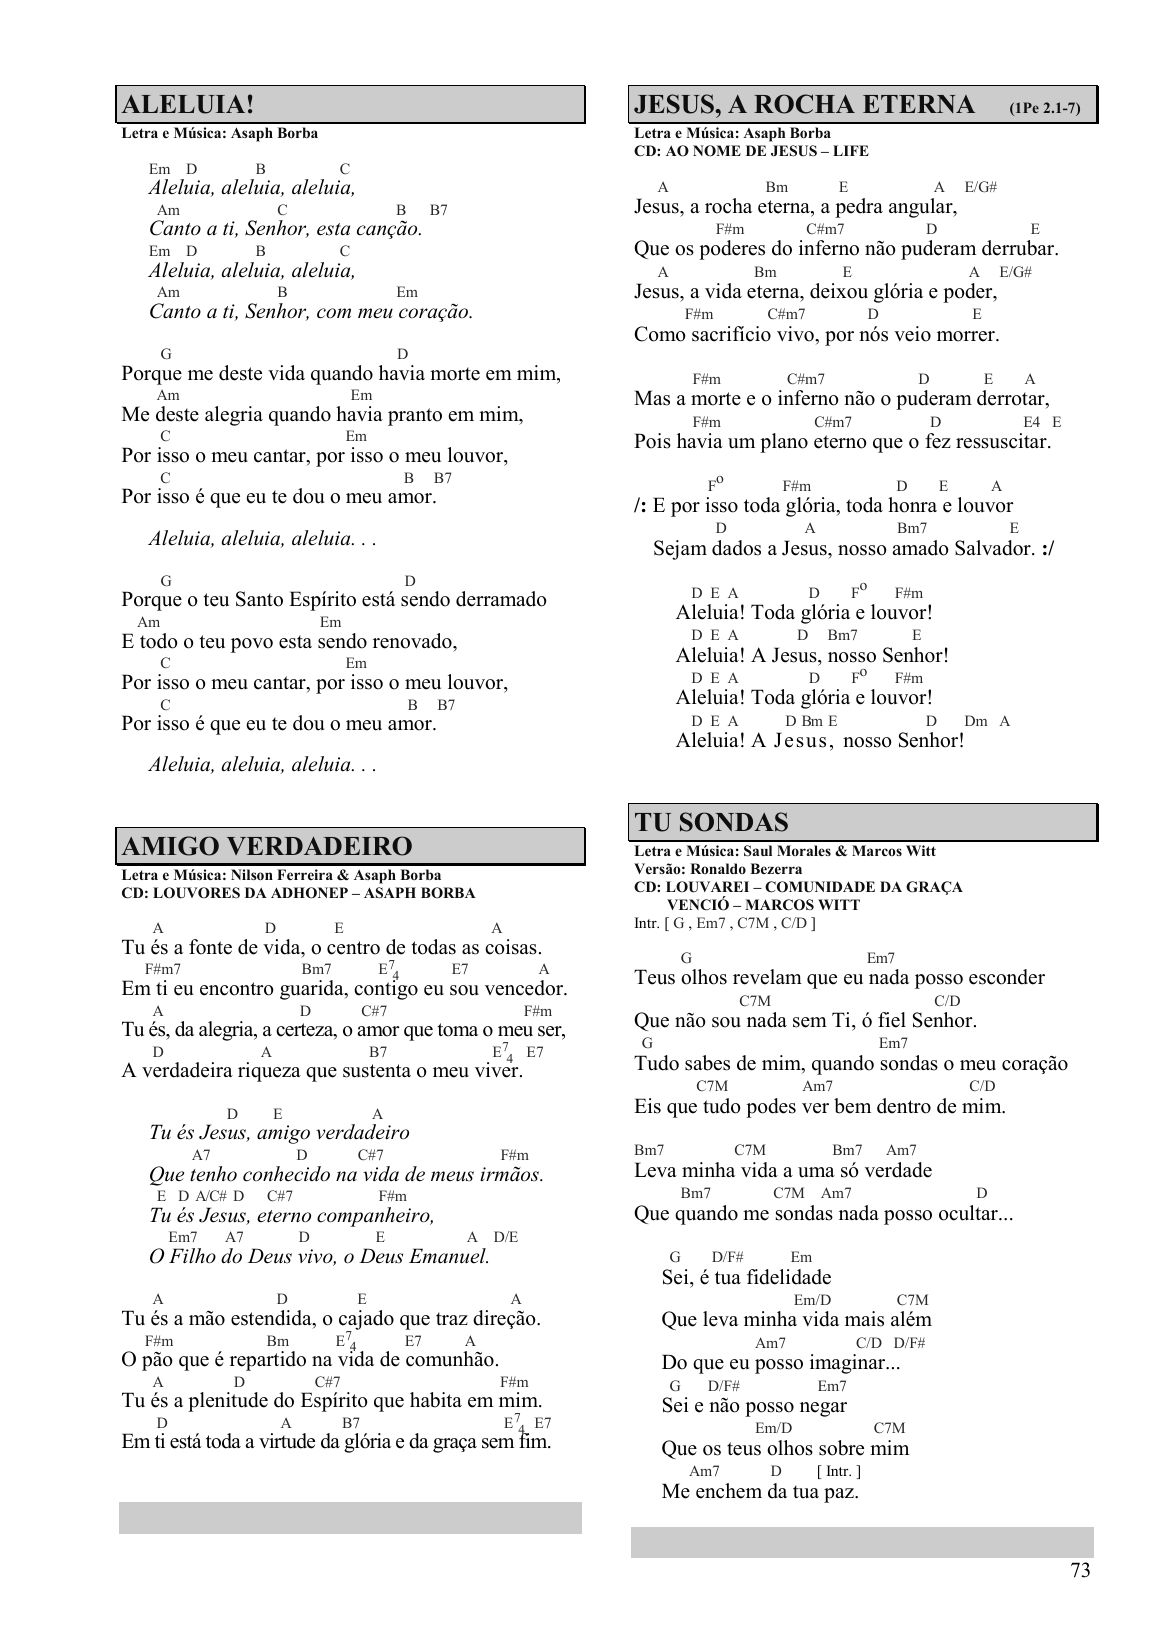 ALELUIA!
Letra e Música: Asaph Borba
Em D B C
Aleluia, aleluia, aleluia,
Am C B B7
Canto a ti, Senhor, esta canção.
Em D B C
Aleluia, aleluia, aleluia,
Am B Em
Canto a ti, Senhor, com meu coração.
G D
Porque me deste vida quando havia morte em mim,
Am Em
Me deste alegria quando havia pranto em mim,
C Em
Por isso o meu cantar, por isso o meu louvor,
C B B7
Por isso é que eu te dou o meu amor.
Aleluia, aleluia, aleluia. . .
G D
Porque o teu Santo Espírito está sendo derramado
Am Em
E todo o teu povo esta sendo renovado,
C Em
Por isso o meu cantar, por isso o meu louvor,
C B B7
Por isso é que eu te dou o meu amor.
Aleluia, aleluia, aleluia. . .
AMIGO VERDADEIRO
Letra e Música: Nilson Ferreira & Asaph Borba
CD: LOUVORES DA ADHONEP – ASAPH BORBA
A D E A
Tu és a fonte de vida, o centro de todas as coisas.
F#m7 Bm7 E7 4 E7 A
Em ti eu encontro guarida, contigo eu sou vencedor.
A D C#7 F#m
Tu és, da alegria, a certeza, o amor que toma o meu ser,
D A B7 E7 4 E7
A verdadeira riqueza que sustenta o meu viver.
D E A
Tu és Jesus, amigo verdadeiro
A7 D C#7 F#m
Que tenho conhecido na vida de meus irmãos.
E D A/C# D C#7 F#m
Tu és Jesus, eterno companheiro,
Em7 A7 D E A D/E
O Filho do Deus vivo, o Deus Emanuel.
A D E A
Tu és a mão estendida, o cajado que traz direção.
F#m Bm E7 4 E7 A
O pão que é repartido na vida de comunhão.
A D C#7 F#m
Tu és a plenitude do Espírito que habita em mim.
D A B7 E7 4 E7
Em ti está toda a virtude da glória e da graça sem fim.
JESUS, A ROCHA ETERNA (1Pe 2.1-7)
Letra e Música: Asaph Borba
CD: AO NOME DE JESUS – LIFE
A Bm E A E/G#
Jesus, a rocha eterna, a pedra angular,
F#m C#m7 D E
Que os poderes do inferno não puderam derrubar.
A Bm E A E/G#
Jesus, a vida eterna, deixou glória e poder,
F#m C#m7 D E
Como sacrifício vivo, por nós veio morrer.
F#m C#m7 D E A
Mas a morte e o inferno não o puderam derrotar,
F#m C#m7 D E4 E
Pois havia um plano eterno que o fez ressuscitar.
Fo F#m D E A
/: E por isso toda glória, toda honra e louvor
D A Bm7 E
Sejam dados a Jesus, nosso amado Salvador. :/
D E A D Fo F#m
Aleluia! Toda glória e louvor!
D E A D Bm7 E
Aleluia! A Jesus, nosso Senhor!
D E A D Fo F#m
Aleluia! Toda glória e louvor!
D E A D Bm E D Dm A
Aleluia! A Jesus, nosso Senhor!
TU SONDAS
Letra e Música: Saul Morales & Marcos Witt
Versão: Ronaldo Bezerra
CD: LOUVAREI – COMUNIDADE DA GRAÇA
VENCIÓ – MARCOS WITT
Intr. [ G , Em7 , C7M , C/D ]
G Em7
Teus olhos revelam que eu nada posso esconder
C7M C/D
Que não sou nada sem Ti, ó fiel Senhor.
G Em7
Tudo sabes de mim, quando sondas o meu coração
C7M Am7 C/D
Eis que tudo podes ver bem dentro de mim.
Bm7 C7M Bm7 Am7
Leva minha vida a uma só verdade
Bm7 C7M Am7 D
Que quando me sondas nada posso ocultar...
G D/F# Em
Sei, é tua fidelidade
Em/D C7M
Que leva minha vida mais além
Am7 C/D D/F#
Do que eu posso imaginar...
G D/F# Em7
Sei e não posso negar
Em/D C7M
Que os teus olhos sobre mim
Am7 D [ Intr. ]
Me enchem da tua paz.
73